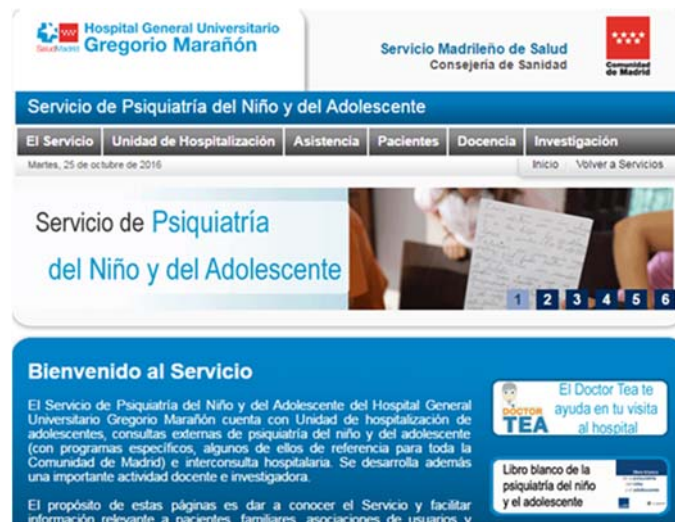 Hospital General Universitario
Gregorio Marañón
SaludMadrid
Servicio Madrileño de Salud
Consejería de Sanidad
Comunidad
de Madrid
Servicio de Psiquiatría del Niño y del Adolescente
El Servicio Unidad de Hospitalización Asistencia Pacientes Docencia Investigación
Martes, 25 de octubre de 2016 Inicio Volver a Servicios
Servicio de Psiquiatría
del Niño y del Adolescente
1 2 3 4 5 6
Bienvenido al Servicio
El Servicio de Psiquiatría del Niño y del Adolescente del Hospital General
Universitario Gregorio Marañón cuenta con Unidad de hospitalización de
adolescentes, consultas externas de psiquiatría del niño y del adolescente
(con programas específicos, algunos de ellos de referencia para toda la
Comunidad de Madrid) e interconsulta hospitalaria. Se desarrolla además
una importante actividad docente e investigadora.
El propósito de estas páginas es dar a conocer el Servicio y facilitar
información relevante a pacientes, familiares, asociaciones de usuarios y
DOCTOR
TEA
El Doctor Tea te
ayuda en tu visita
al hospital
Libro blanco de la
psiquiatría del niño
y el adolescente